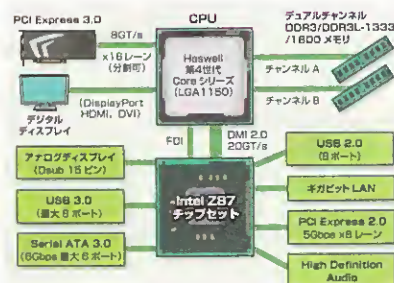 PCI Express 3.0
8GT/s
×16レーン
(分割可)
CPU
Haswell
第4世代
Core シリーズ
(LGA1150)
デュアルチャンネル
DDR3/DDR3L-1333
/1600 メモリ
チャンネル A
チャンネル B
デジタル
ディスプレイ
(DisplayPort
HDMI, DVI)
FDI
DMI 2.0
20GT/s
アナログディスプレイ
(Dsub 15ピン)
USB 3.0
(最大6ポート)
Serial ATA 3.0
(6Gbps 最大6ポート)
Intel Z87
チップセット
USB 2.0
(8ポート)
ギガビット LAN
PCI Express 2.0
5Gbps ×8レーン
High Definition
Audio